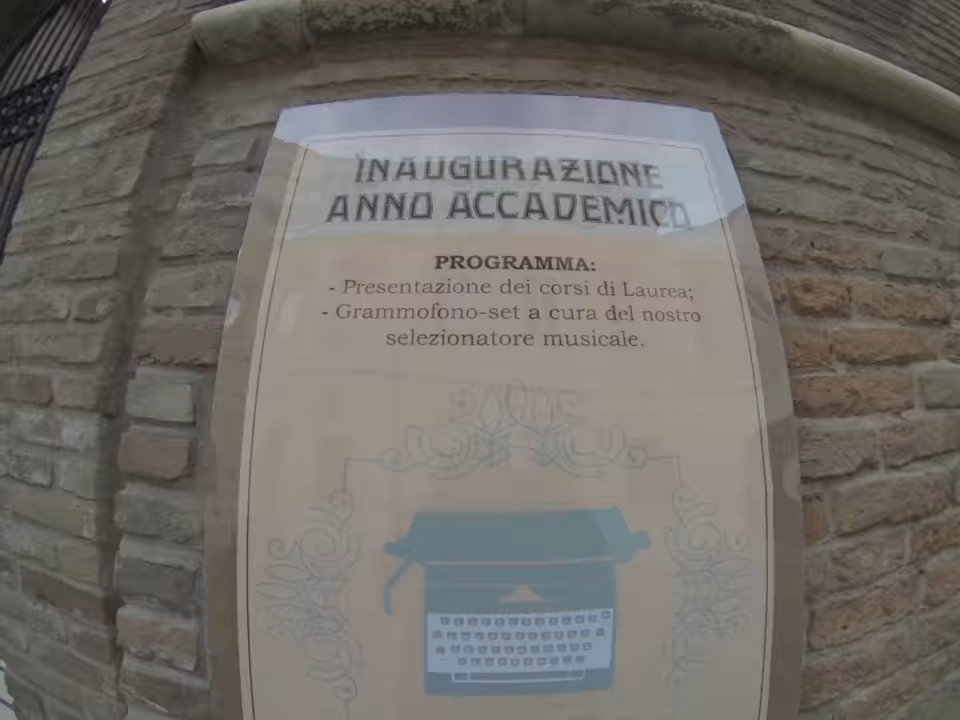 INAUGURAZIONE
ANNO ACCADEMICO
PROGRAMMA:
- Presentazione dei corsi di Laurea;
- Grammofono-set a cura del nostro
selezionatore musicale.